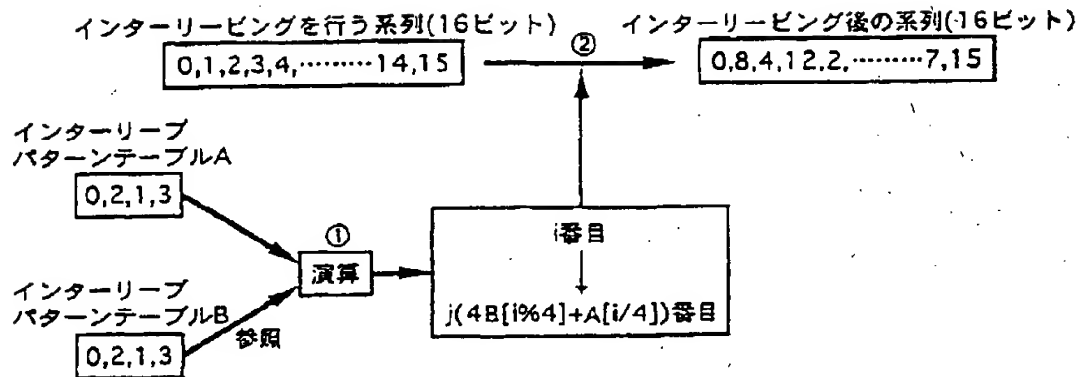 インターリービングを行う系列(16ビット)
0,1,2,3,4,………14,15
②
インターリービング後の系列(16ビット)
0,8,4,12,2,………7,15
インターリーブ
パターンテーブルA
0,2,1,3
①
演算
インターリーブ
パターンテーブルB
0,2,1,3
参照
i番目
j(4B[i%4]+A[i/4])番目